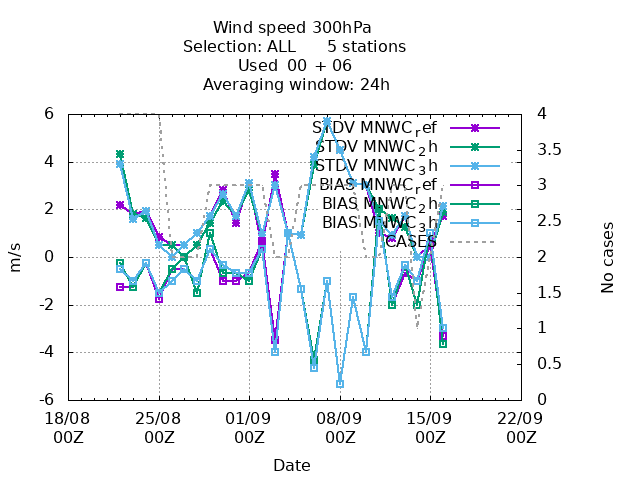 Wind speed 300hPa
Selection: ALL 5 stations
Used 00 + 06
Averaging window: 24h
STDV MNWC_ref
STDV MNWC_2h
STDV MNWC_3h
BIAS MNWC_ref
BIAS MNWC_2h
BIAS MNWC_3h
CASES
m/s
6
4
2
0
-2
-4
-6
No cases
4
3.5
3
2.5
2
1.5
1
0.5
0
18/08 25/08 01/09 08/09 15/09 22/09
00Z 00Z 00Z 00Z 00Z 00Z
Date